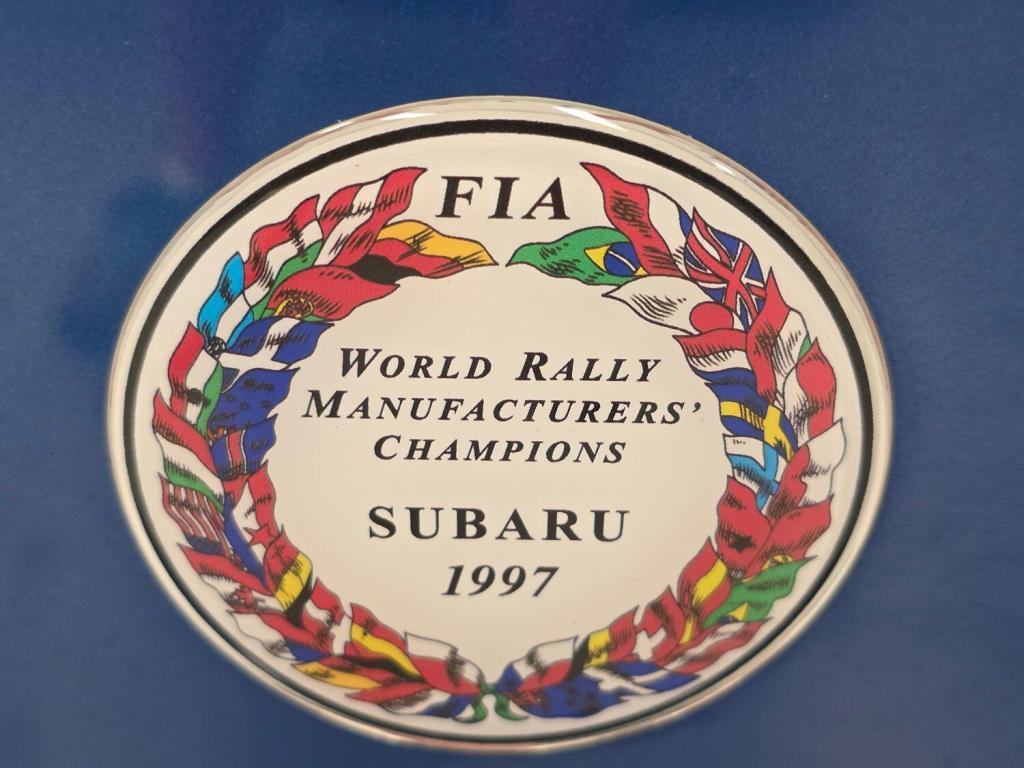 FIA
WORLD RALLY
MANUFACTURERS'
CHAMPIONS
SUBARU
1997